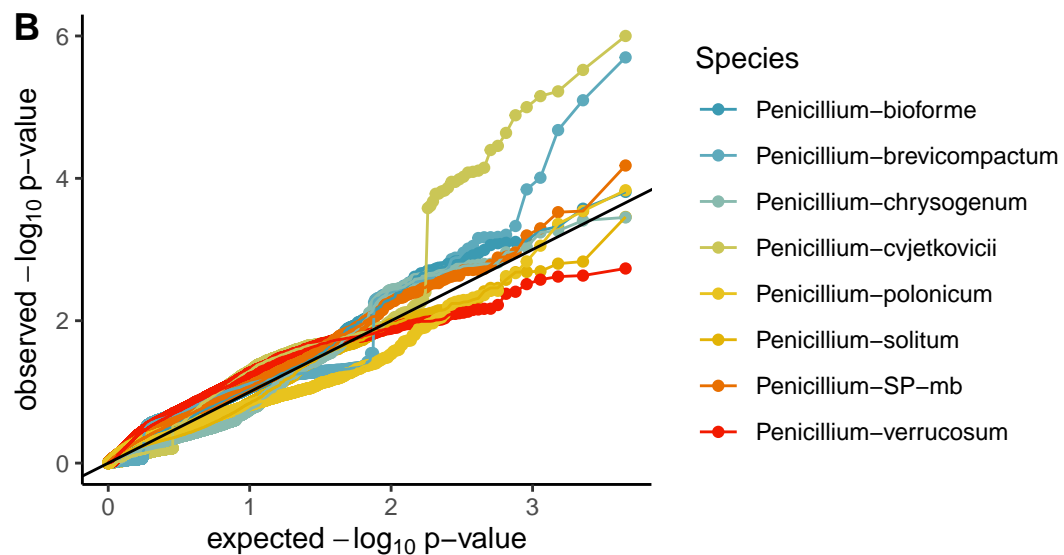 B
observed −log10 p−value
6
4
2
0
0 1 2 3
expected −log10 p−value
Species
Penicillium−bioforme
Penicillium−brevicompactum
Penicillium−chrysogenum
Penicillium−cvjetkovicii
Penicillium−polonicum
Penicillium−solitum
Penicillium−SP−mb
Penicillium−verrucosum